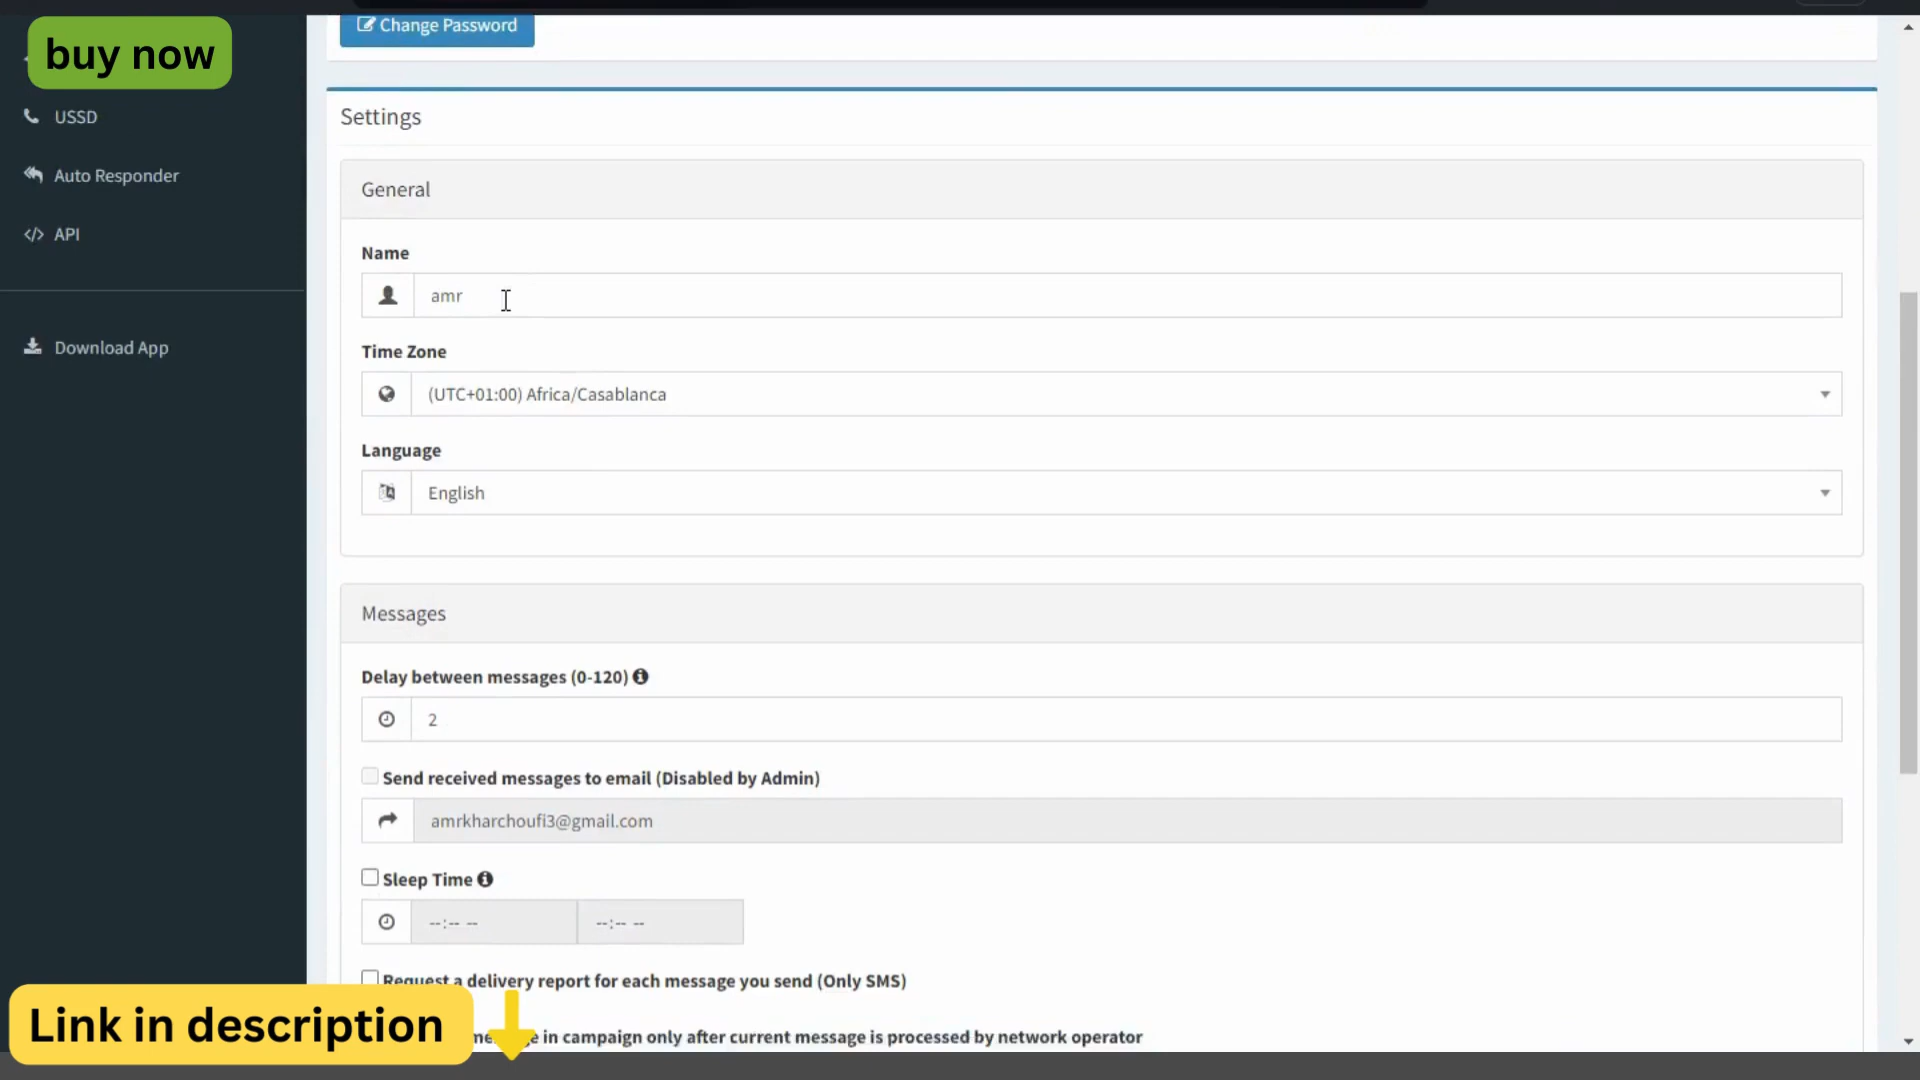 Change Password
buy now
USSD
Auto Responder
API
Download App
Settings
General
Name
amr
Time Zone
(UTC+01:00) Africa/Casablanca
Language
English
Messages
Delay between messages (0-120)
2
Send received messages to email (Disabled by Admin)
amrkharchoufi3@gmail.com
Sleep Time
--:-- -- --:-- --
Request a delivery report for each message you send (Only SMS)
in campaign only after current message is processed by network operator
Link in description